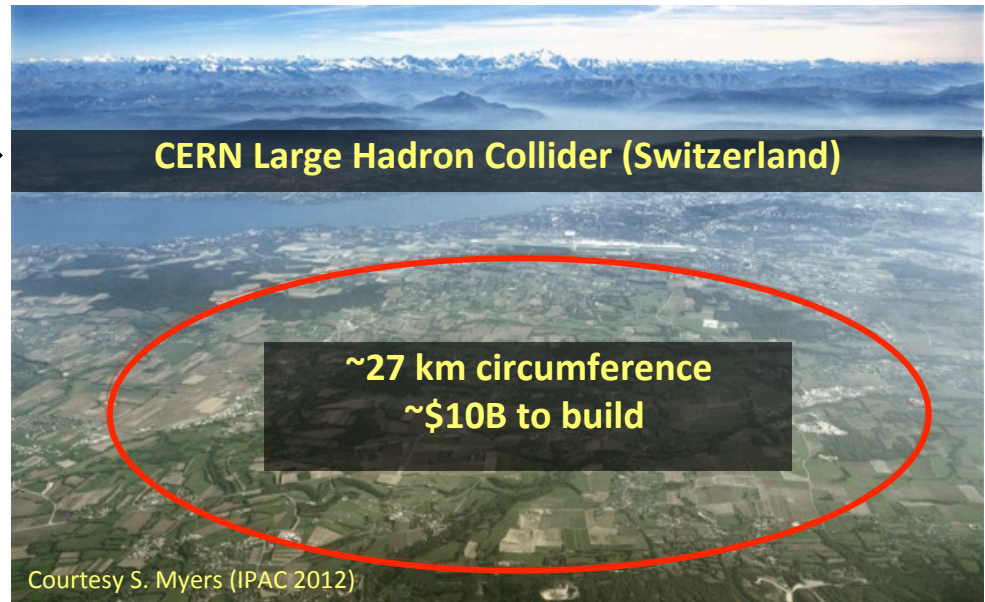 CERN Large Hadron Collider (Switzerland)
~27 km circumference
~$10B to build
Courtesy S. Myers (IPAC 2012)